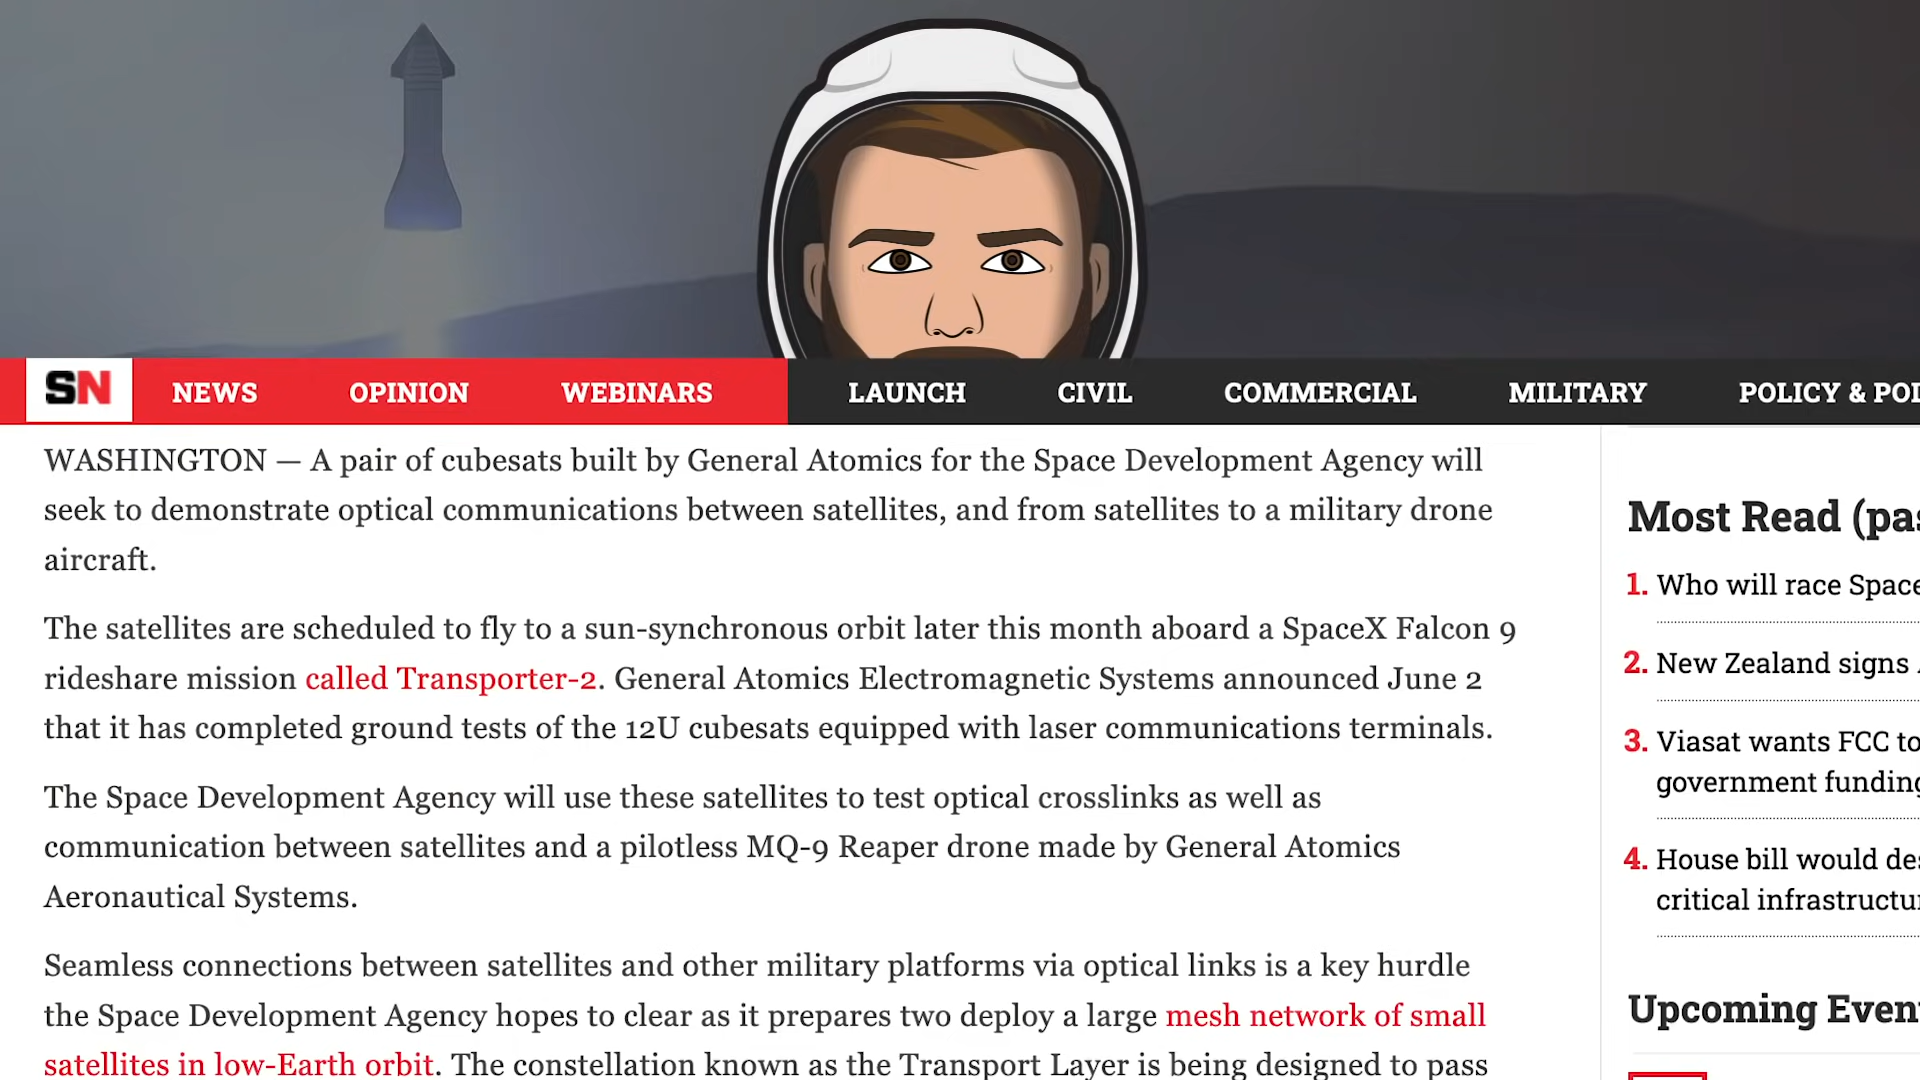 SN NEWS OPINION WEBINARS LAUNCH CIVIL COMMERCIAL MILITARY POLICY &
WASHINGTON — A pair of cubesats built by General Atomics for the Space Development Agency will
seek to demonstrate optical communications between satellites, and from satellites to a military drone
aircraft.
The satellites are scheduled to fly to a sun-synchronous orbit later this month aboard a SpaceX Falcon 9
rideshare mission called Transporter-2. General Atomics Electromagnetic Systems announced June 2
that it has completed ground tests of the 12U cubesats equipped with laser communications terminals.
The Space Development Agency will use these satellites to test optical crosslinks as well as
communication between satellites and a pilotless MQ-9 Reaper drone made by General Atomics
Aeronautical Systems.
Seamless connections between satellites and other military platforms via optical links is a key hurdle
the Space Development Agency hopes to clear as it prepares two deploy a large mesh network of small
satellites in low-Earth orbit. The constellation known as the Transport Layer is being designed to pass
Most Read
1. Who will race
2. New Zealand signs
3. Viasat wants FCC to
government
4. House bill would
critical
Upcoming